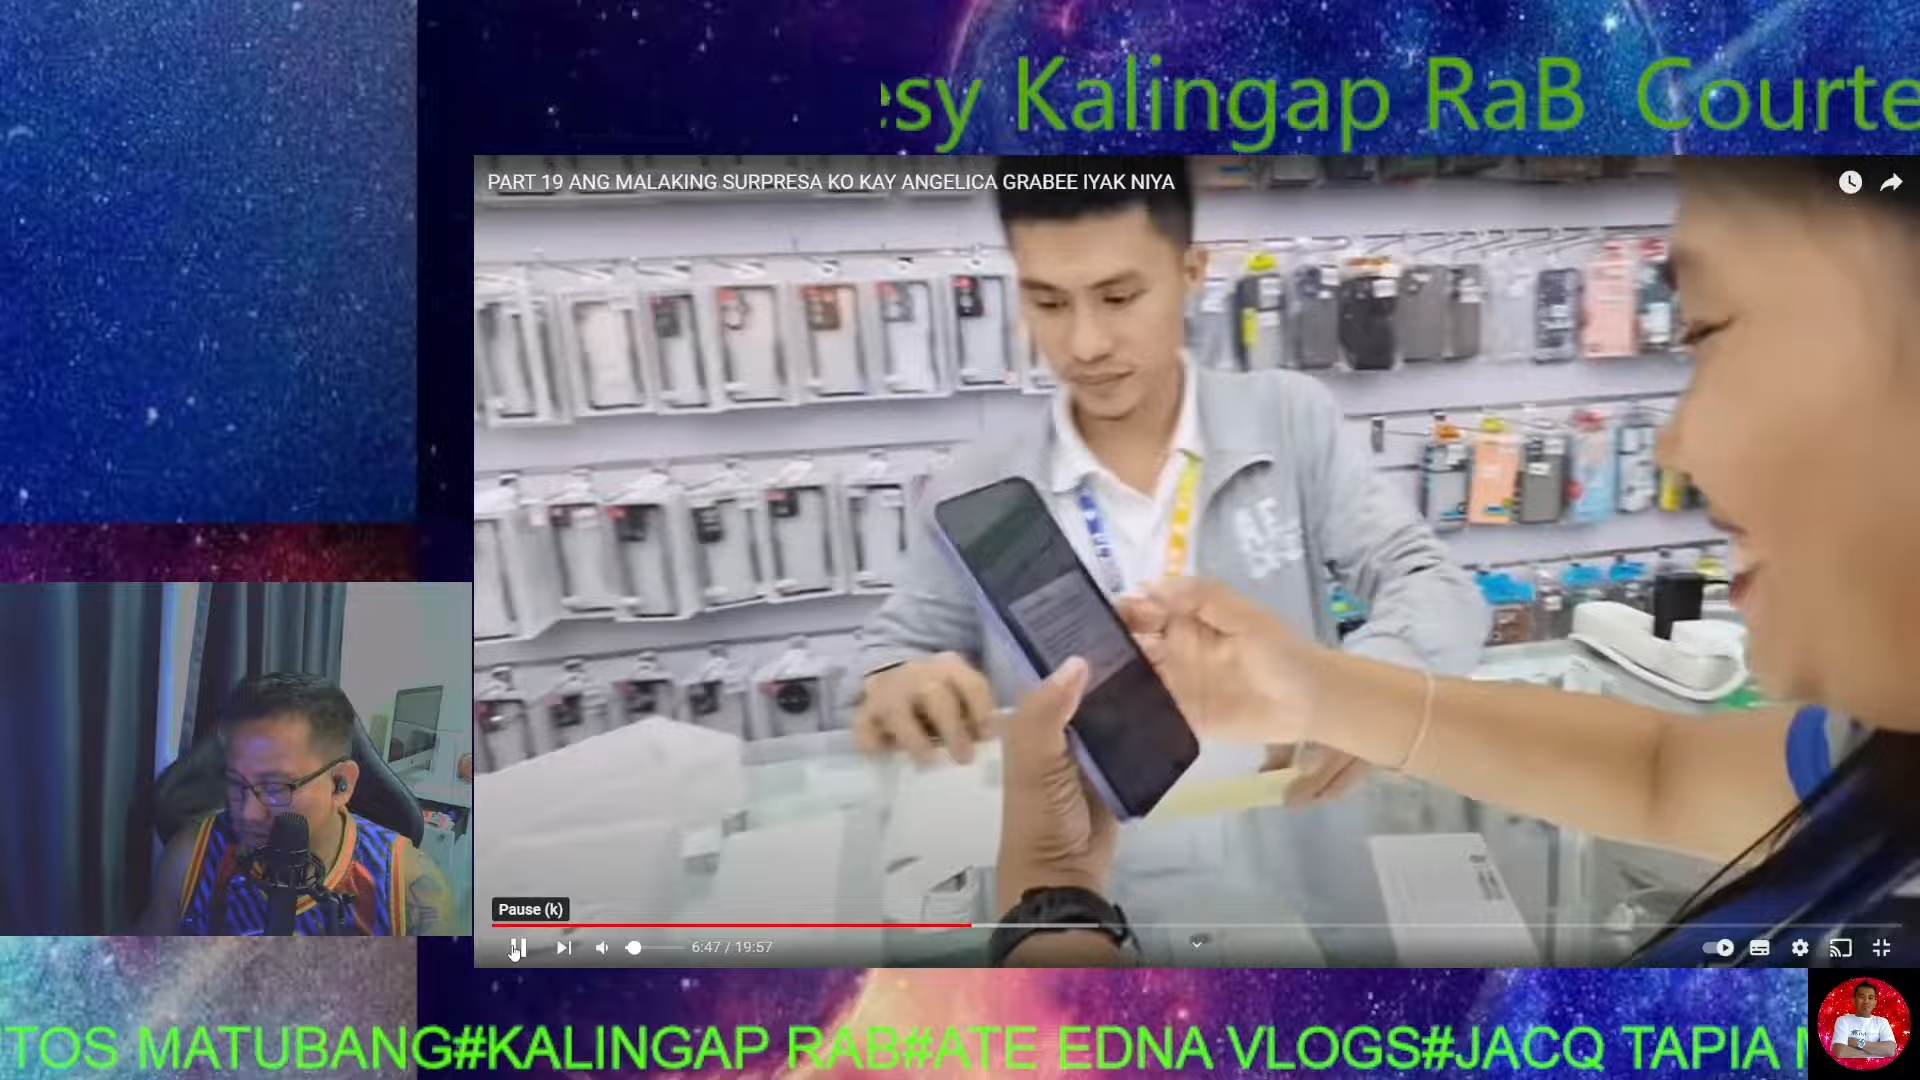 sy Kalingap RaB Courte
PART 19 ANG MALAKING SURPRESA KO KAY ANGELICA GRABEE IYAK NIYA
Pause (k)
6:47 / 19:57
TOS MATUBANG#KALINGAP RAB#ATE EDNA VLOGS#JACQ TAPIA